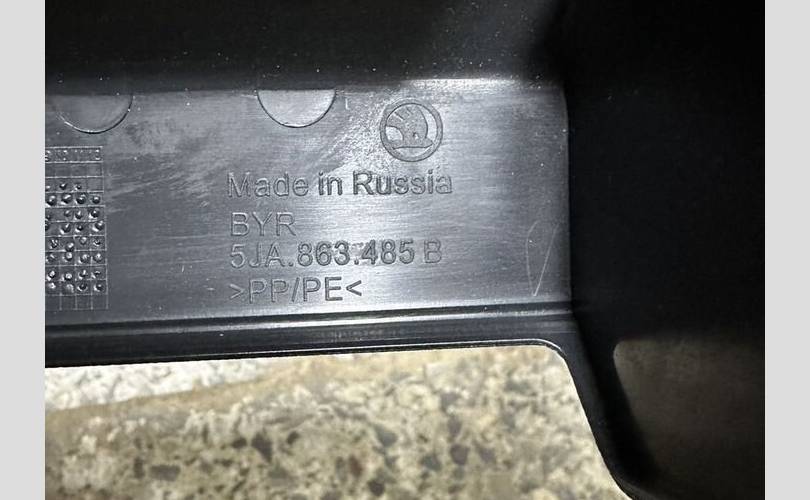 Made in Russia
BYR
5JA.863.485 B
>PP/PE<